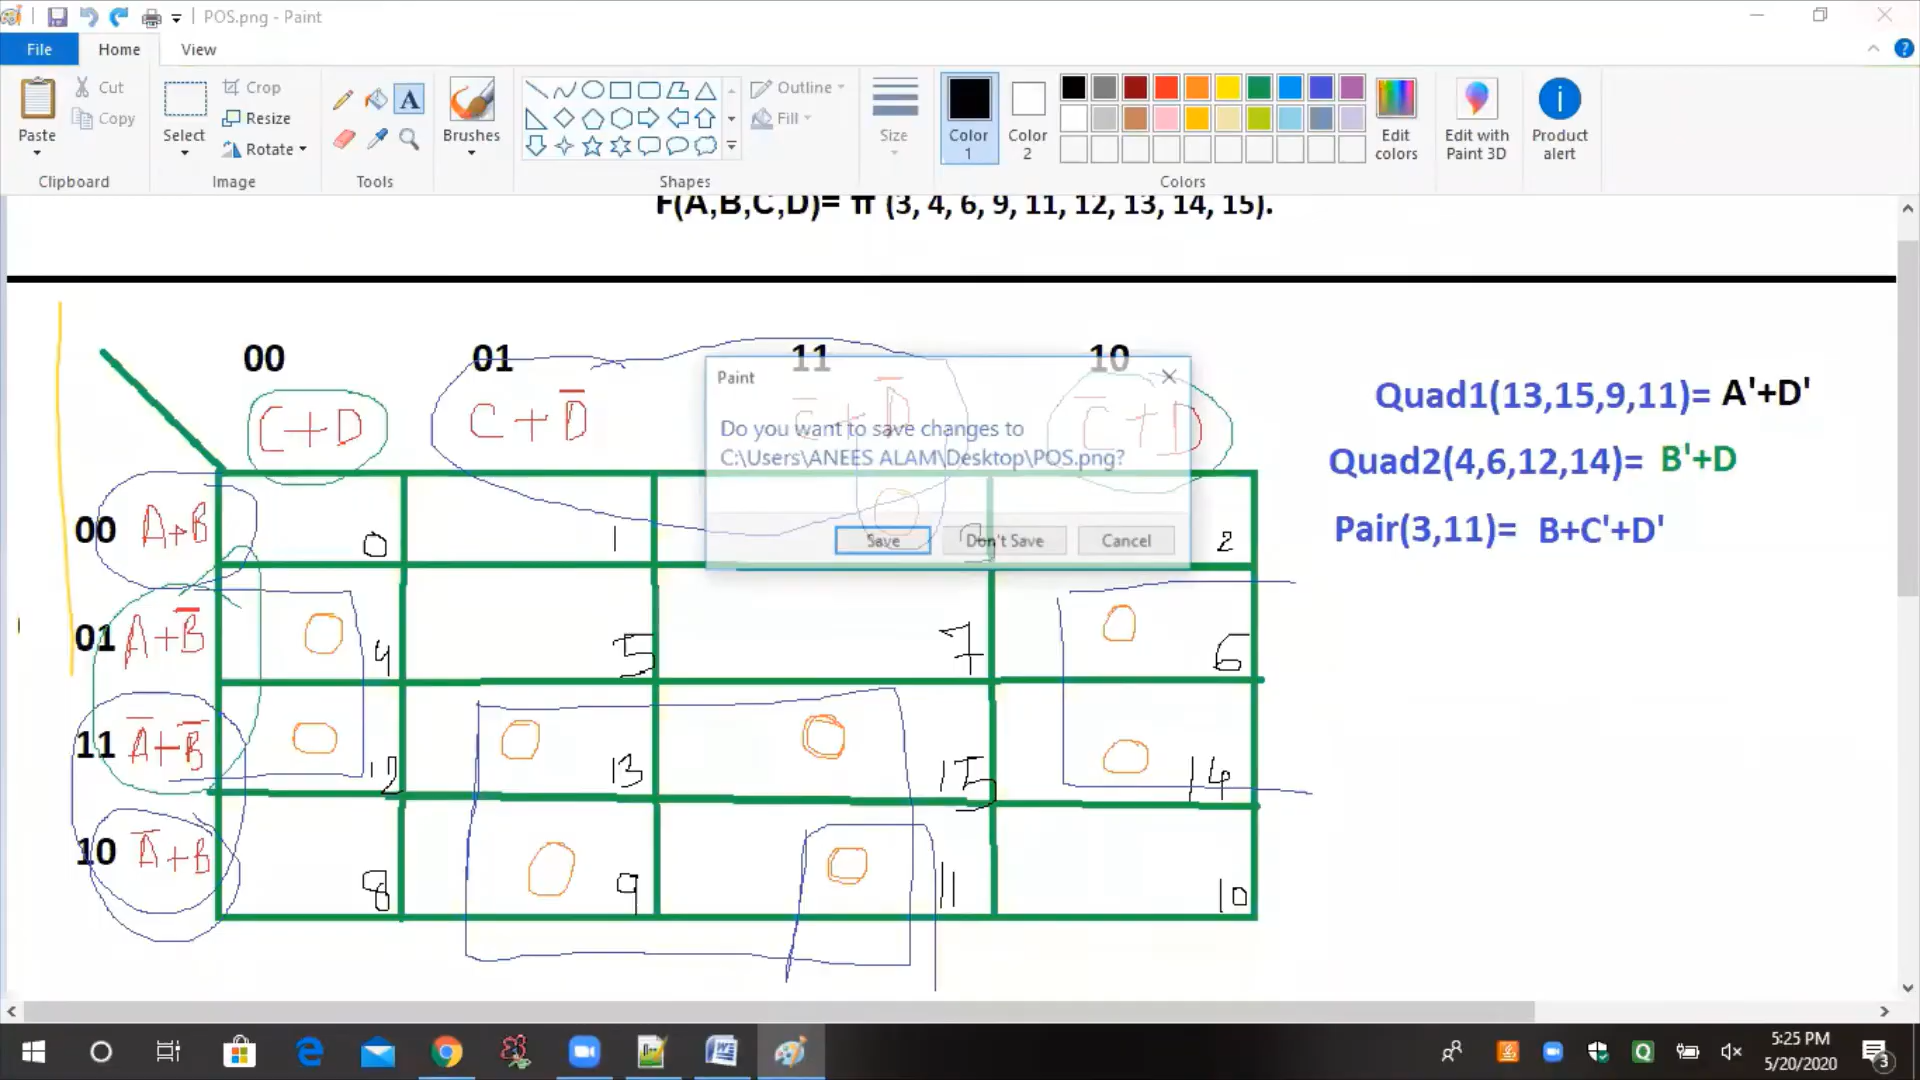 POS.png - Paint
File Home View
Paste
Cut
Copy
Clipboard
Select
Crop
Resize
Rotate
Image
A
Tools
Brushes
Shapes
Outline
Fill
Size
Color 1
Color 2
Edit colors
Colors
Edit with Paint 3D
Product alert
F(A,B,C,D)= π (3, 4, 6, 9, 11, 12, 13, 14, 15).
00 01 11 10
C+D C+D̅ C̅+D̅ C̅+D
Paint
Do you want to save changes to
C:\Users\ANEES ALAM\Desktop\POS.png?
Save Don't Save Cancel
00 A+B 0 1 3 2
01 A+B̅ 4 5 7 6
11 A̅+B̅ 12 13 15 14
10 A̅+B 8 9 11 10
Quad1(13,15,9,11)= A'+D'
Quad2(4,6,12,14)= B'+D
Pair(3,11)= B+C'+D'
5:25 PM
5/20/2020
3